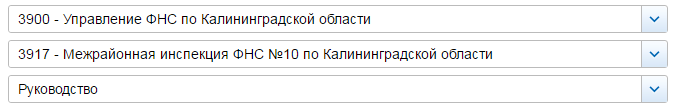 3900 - Управление ФНС по Калининградской области
3917 - Межрайонная инспекция ФНС №10 по Калининградской области
Руководство